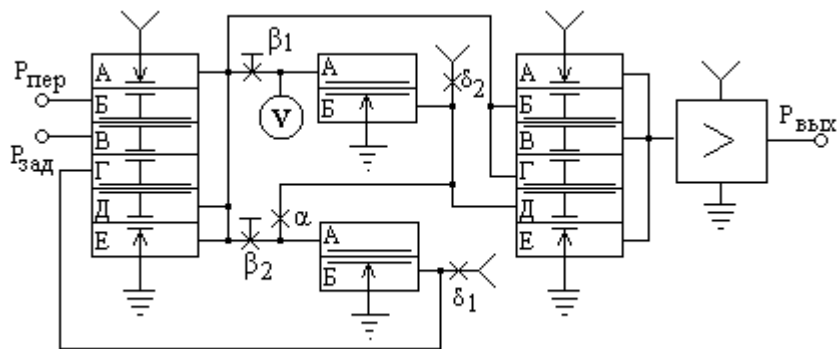 β1
А
А
А
δ2
Pпер
Б
Б
Б
V
В
В
>
Pвых
Pзад
Г
Г
Д
α
Д
Е
А
Е
β2
Б
δ1